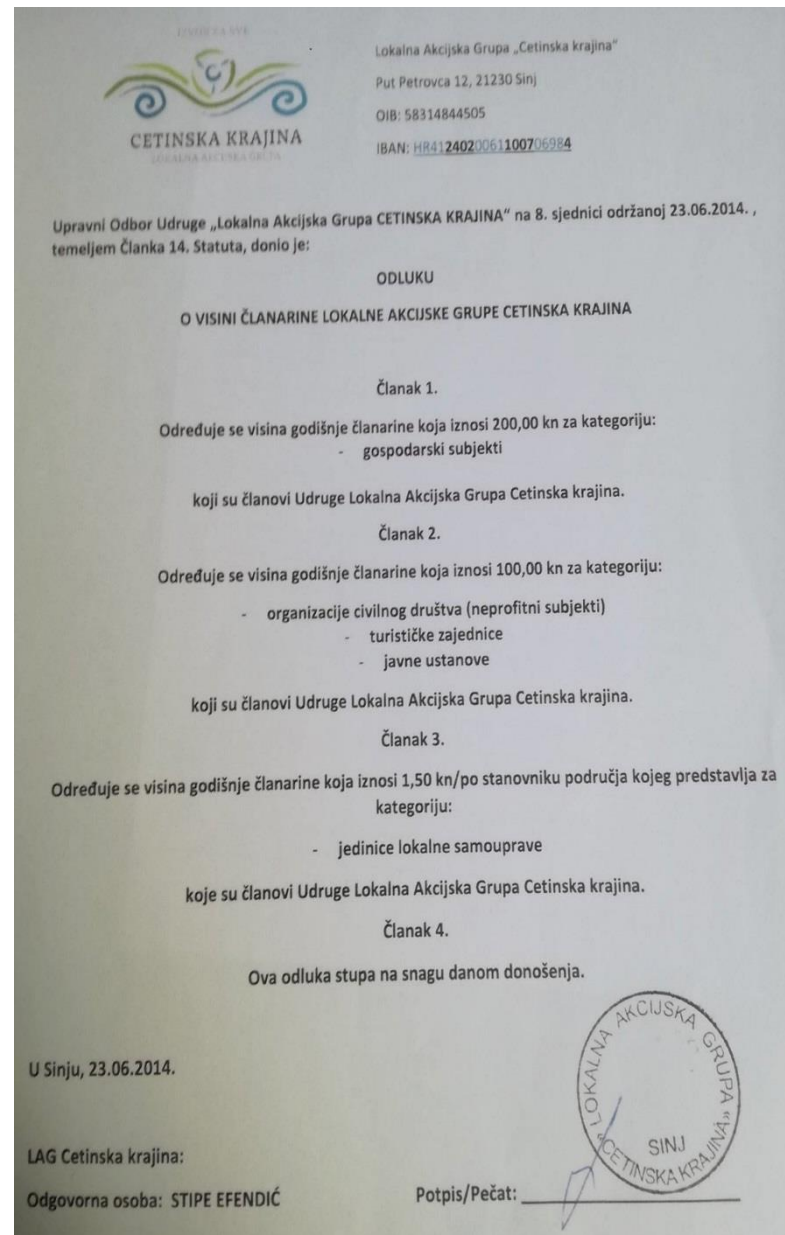 Lokalna Akcijska Grupa „Cetinska krajina“
Put Petrovca 12, 21230 Sinj
OIB: 58314844505
IBAN: HR4124020061100706984
CETINSKA KRAJINA
LOKALNA AKCIJSKA GRUPA
Upravni Odbor Udruge „Lokalna Akcijska Grupa CETINSKA KRAJINA“ na 8. sjednici održanoj 23.06.2014. ,
temeljem Članka 14. Statuta, donio je:
ODLUKU
O VISINI ČLANARINE LOKALNE AKCIJSKE GRUPE CETINSKA KRAJINA
Članak 1.
Određuje se visina godišnje članarine koja iznosi 200,00 kn za kategoriju:
- gospodarski subjekti
koji su članovi Udruge Lokalna Akcijska Grupa Cetinska krajina.
Članak 2.
Određuje se visina godišnje članarine koja iznosi 100,00 kn za kategoriju:
- organizacije civilnog društva (neprofitni subjekti)
- turističke zajednice
- javne ustanove
koji su članovi Udruge Lokalna Akcijska Grupa Cetinska krajina.
Članak 3.
Određuje se visina godišnje članarine koja iznosi 1,50 kn/po stanovniku područja kojeg predstavlja za
kategoriju:
- jedinice lokalne samouprave
koje su članovi Udruge Lokalna Akcijska Grupa Cetinska krajina.
Članak 4.
Ova odluka stupa na snagu danom donošenja.
U Sinju, 23.06.2014.
LAG Cetinska krajina:
Odgovorna osoba: STIPE EFENDIĆ
Potpis/Pečat:
LOKALNA AKCIJSKA GRUPA
"CETINSKA KRAJINA"
SINJ